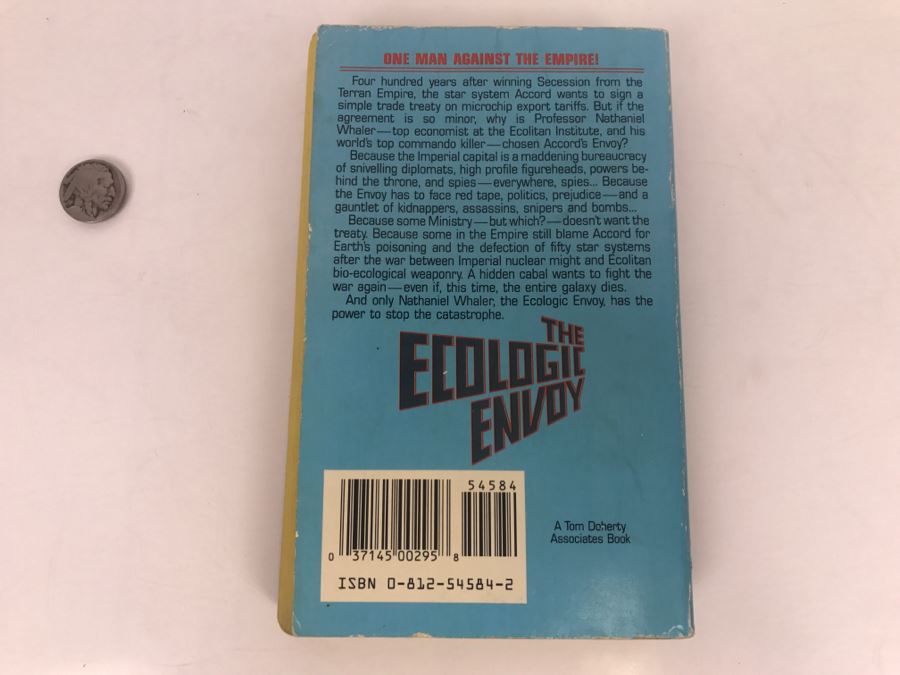 ONE MAN AGAINST THE EMPIRE!
Four hundred years after winning Secession from the
Terran Empire, the star system Accord wants to sign a
simple trade treaty on microchip export tariffs. But if the
agreement is so minor, why is Professor Nathaniel
Whaler—top economist at the Ecolitan Institute, and his
world's top commando killer—chosen Accord's Envoy?
Because the Imperial capital is a maddening bureaucracy
of snivelling diplomats, high profile figureheads, powers be-
hind the throne, and spies—everywhere, spies... Because
the Envoy has to face red tape, politics, prejudice—and a
gauntlet of kidnappers, assassins, snipers and bombs...
Because some Ministry—but which?—doesn't want the
treaty. Because some in the Empire still blame Accord for
Earth's poisoning and the defection of fifty star systems
after the war between Imperial nuclear might and Ecolitan
bio-ecological weaponry. A hidden cabal wants to fight the
war again—even if, this time, the entire galaxy dies.
And only Nathaniel Whaler, the Ecologic Envoy, has the
power to stop the catastrophe.
THE
ECOLOGIC
ENVOY
54584
0 37145 00295 8
ISBN 0-812-54584-2
A Tom Doherty
Associates Book